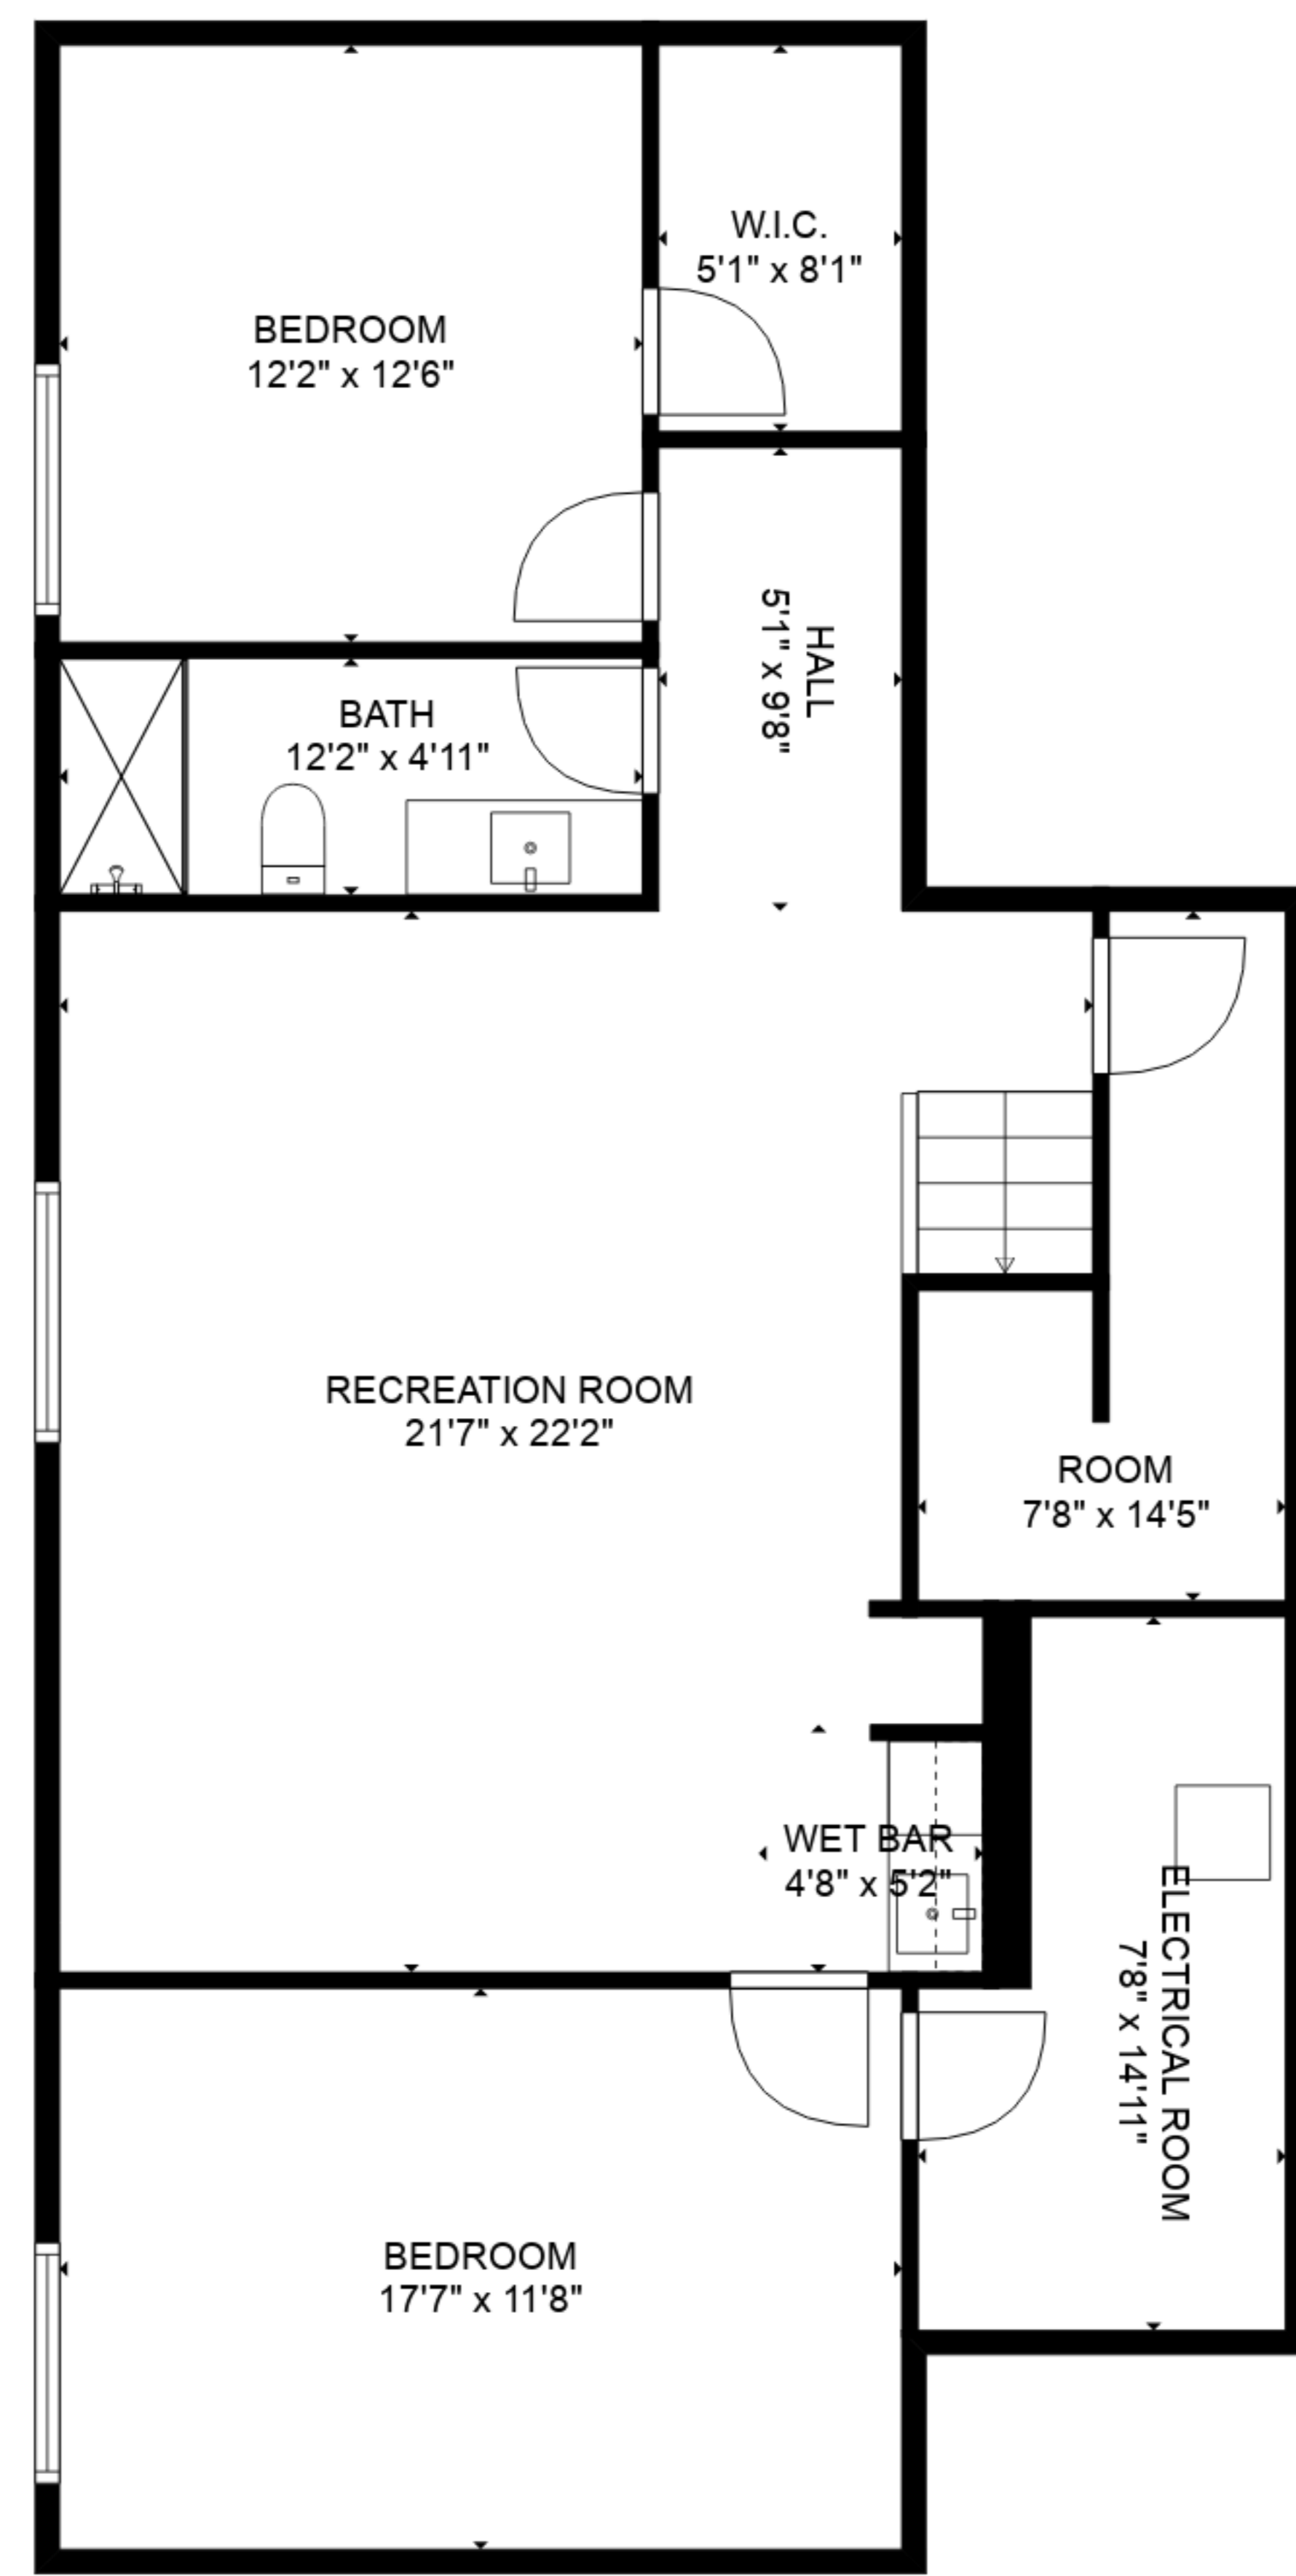 W.I.C.
5'1" x 8'1"
BEDROOM
12'2" x 12'6"
HALL
5'1" x 9'8"
BATH
12'2" x 4'11"
RECREATION ROOM
21'7" x 22'2"
ROOM
7'8" x 14'5"
WET BAR
4'8" x 5'2"
ELECTRICAL ROOM
7'8" x 14'11"
BEDROOM
17'7" x 11'8"